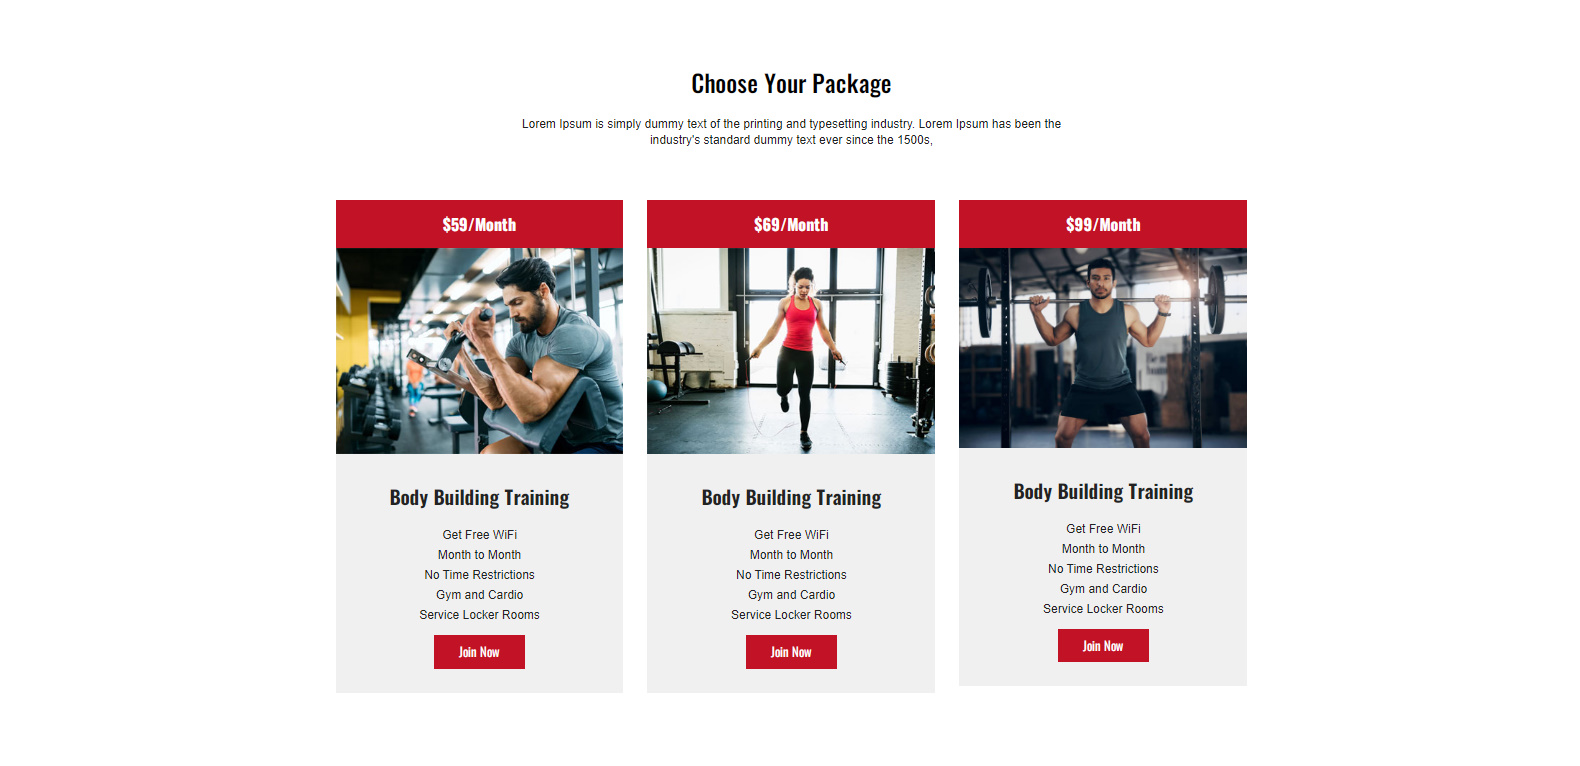 Choose Your Package
Lorem Ipsum is simply dummy text of the printing and typesetting industry. Lorem Ipsum has been the
industry's standard dummy text ever since the 1500s,
$59/Month
Body Building Training
Get Free WiFi
Month to Month
No Time Restrictions
Gym and Cardio
Service Locker Rooms
Join Now
$69/Month
Body Building Training
Get Free WiFi
Month to Month
No Time Restrictions
Gym and Cardio
Service Locker Rooms
Join Now
$99/Month
Body Building Training
Get Free WiFi
Month to Month
No Time Restrictions
Gym and Cardio
Service Locker Rooms
Join Now